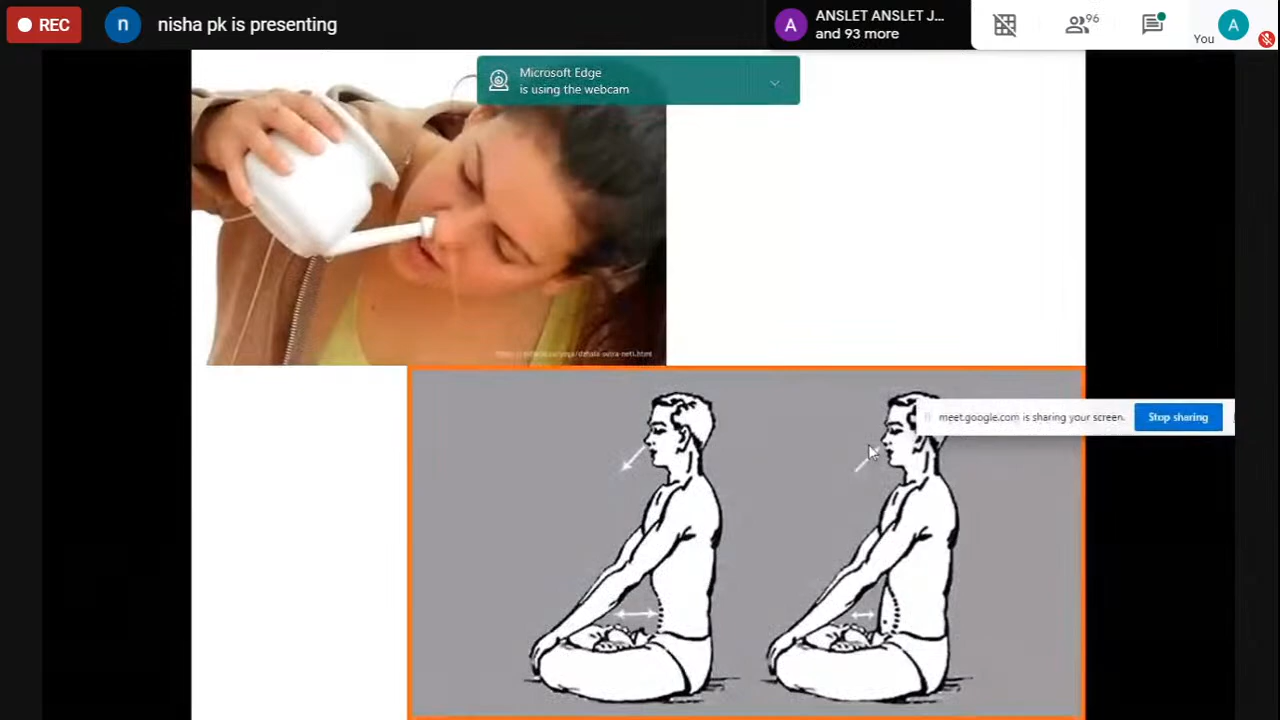 REC
n
nisha pk is presenting
A
ANSLET ANSLET J...
and 93 more
96
You
A
Microsoft Edge
is using the webcam
meet.google.com is sharing your screen.
Stop sharing